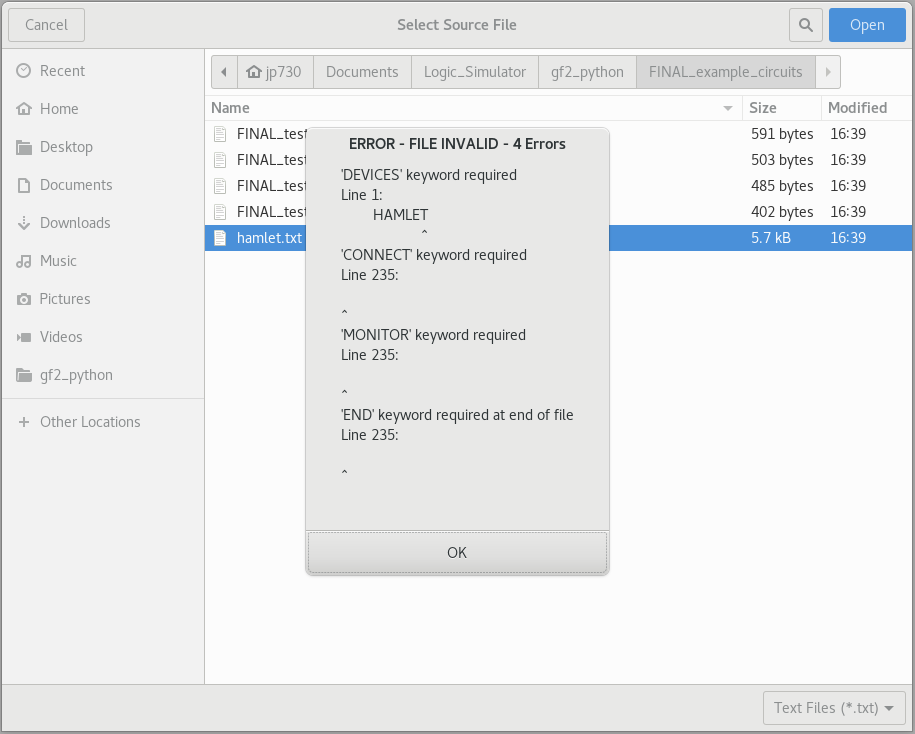 Cancel Select Source File Open
Recent
Home
Desktop
Documents
Downloads
Music
Pictures
Videos
gf2_python
Other Locations
jp730 Documents Logic_Simulator gf2_python FINAL_example_circuits
Name Size Modified
FINAL_test 591 bytes 16:39
FINAL_test 503 bytes 16:39
FINAL_test 485 bytes 16:39
FINAL_test 402 bytes 16:39
hamlet.txt 5.7 kB 16:39
ERROR - FILE INVALID - 4 Errors
'DEVICES' keyword required
Line 1:
HAMLET
^
'CONNECT' keyword required
Line 235:
^
'MONITOR' keyword required
Line 235:
^
'END' keyword required at end of file
Line 235:
^
OK
Text Files (*.txt)